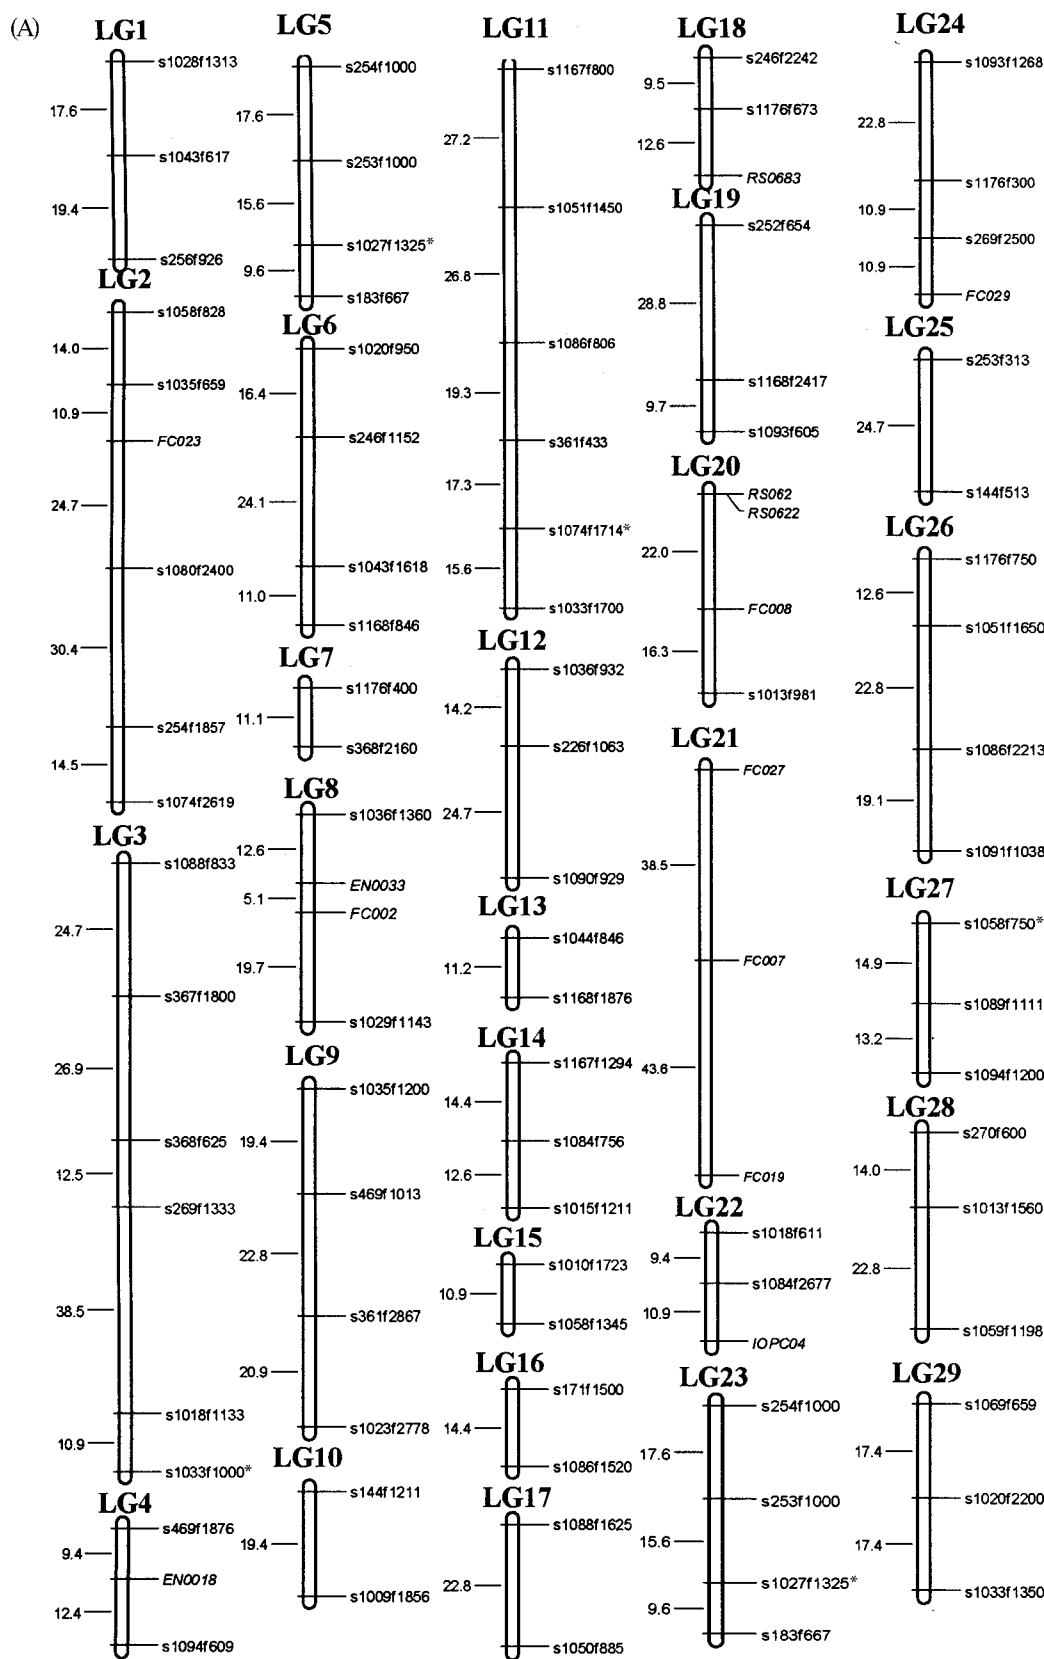 (A)
LG1
s1028f1313
17.6
s1043f617
19.4
s256f926
LG2
s1058f828
14.0
s1035f659
10.9
FC023
24.7
s1080f2400
30.4
s254f1857
14.5
s1074f2619
LG3
s1088f833
24.7
s367f1800
26.9
s368f625
12.5
s269f1333
38.5
s1018f1133
10.9
s1033f1000*
LG4
s469f1876
9.4
EN0018
12.4
s1094f609
LG5
s254f1000
17.6
s253f1000
15.6
s1027f1325*
9.6
s183f667
LG6
s1020f950
16.4
s246f1152
24.1
s1043f1618
11.0
s1168f846
LG7
s1176f400
11.1
s368f2160
LG8
s1036f1360
12.6
EN0033
5.1
FC002
19.7
s1029f1143
LG9
s1035f1200
19.4
s469f1013
22.8
s361f2867
20.9
s1023f2778
LG10
s144f1211
19.4
s1009f1856
LG11
s1167f800
27.2
s1051f1450
26.8
s1086f806
19.3
s361f433
17.3
s1074f1714*
15.6
s1033f1700
LG12
s1036f932
14.2
s226f1063
24.7
s1090f929
LG13
s1044f846
11.2
s1168f1876
LG14
s1167f1294
14.4
s1084f756
12.6
s1015f1211
LG15
s1010f1723
10.9
s1058f1345
LG16
s171f1500
14.4
s1086f1520
LG17
s1088f1625
22.8
s1050f885
LG18
s246f2242
9.5
s1176f673
12.6
RS0683
LG19
s252f654
28.8
s1168f2417
9.7
s1093f605
LG20
RS062
RS0622
22.0
FC008
16.3
s1013f981
LG21
FC027
38.5
FC007
43.6
FC019
LG22
s1018f611
9.4
s1084f2677
10.9
IOPC04
LG23
s254f1000
17.6
s253f1000
15.6
s1027f1325*
9.6
s183f667
LG24
s1093f1268
22.8
s1176f300
10.9
s269f2500
10.9
FC029
LG25
s253f313
24.7
s144f513
LG26
s1176f750
12.6
s1051f1650
22.8
s1086f2213
19.1
s1091f1038
LG27
s1058f750*
14.9
s1089f1111
13.2
s1094f1200
LG28
s270f600
14.0
s1013f1560
22.8
s1059f1198
LG29
s1069f659
17.4
s1020f2200
17.4
s1033f1350